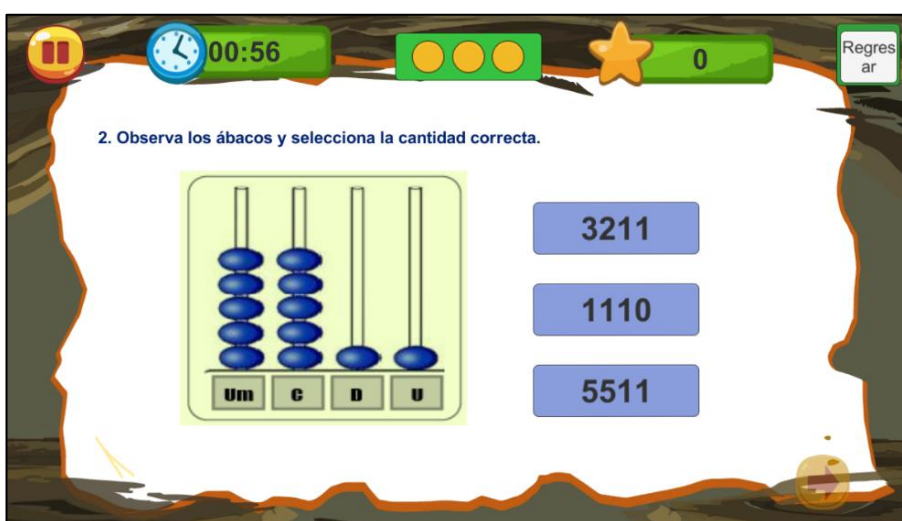 00:56
0
Regres
ar
2. Observa los ábacos y selecciona la cantidad correcta.
3211
1110
5511
Um C D U